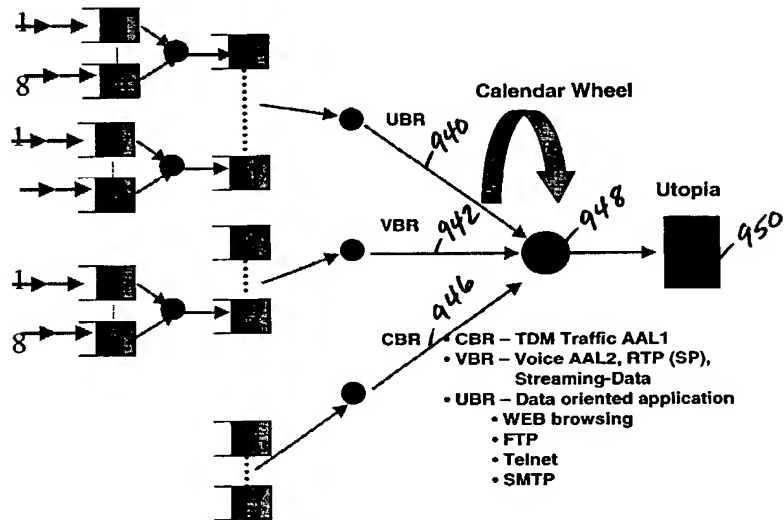 1
8
1
1
8
UBR
940
Calendar Wheel
Utopia
VBR
942
948
950
CBR
946
• CBR – TDM Traffic AAL1
• VBR – Voice AAL2, RTP (SP),
Streaming-Data
• UBR – Data oriented application
• WEB browsing
• FTP
• Telnet
• SMTP